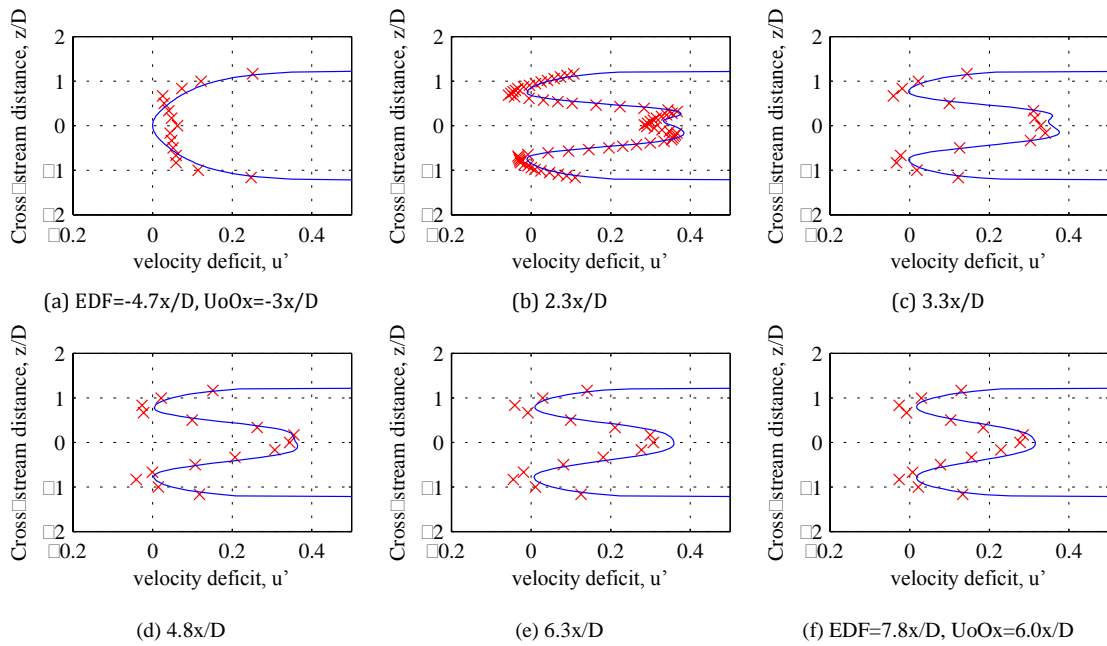 Cross□stream distance, z/D
2
1
0
□1
□2
□0.2 0 0.2 0.4
velocity deficit, u’
(a) EDF=-4.7x/D, UoOx=-3x/D
Cross□stream distance, z/D
2
1
0
□1
□2
□0.2 0 0.2 0.4
velocity deficit, u’
(b) 2.3x/D
Cross□stream distance, z/D
2
1
0
□1
□2
□0.2 0 0.2 0.4
velocity deficit, u’
(c) 3.3x/D
Cross□stream distance, z/D
2
1
0
□1
□2
□0.2 0 0.2 0.4
velocity deficit, u’
(d) 4.8x/D
Cross□stream distance, z/D
2
1
0
□1
□2
□0.2 0 0.2 0.4
velocity deficit, u’
(e) 6.3x/D
Cross□stream distance, z/D
2
1
0
□1
□2
□0.2 0 0.2 0.4
velocity deficit, u’
(f) EDF=7.8x/D, UoOx=6.0x/D